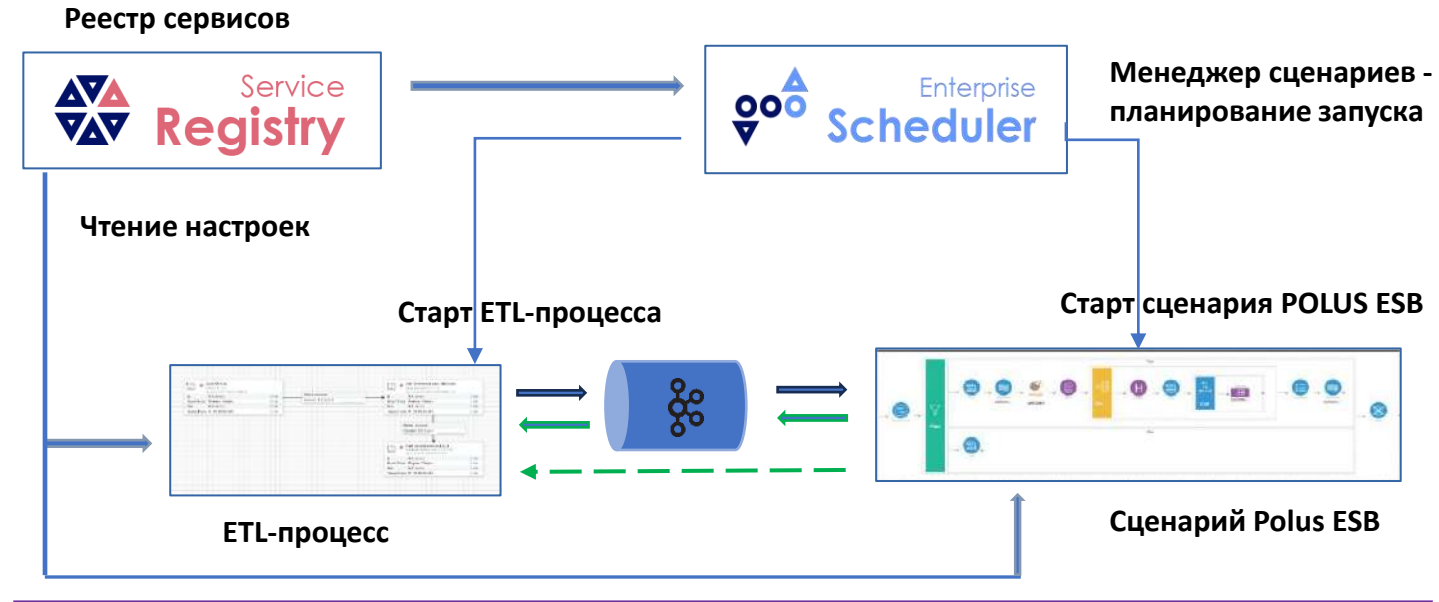 Реестр сервисов
Service
Registry
Enterprise
Scheduler
Менеджер сценариев -
планирование запуска
Чтение настроек
Старт ETL-процесса
Старт сценария POLUS ESB
ETL-процесс
Сценарий Polus ESB